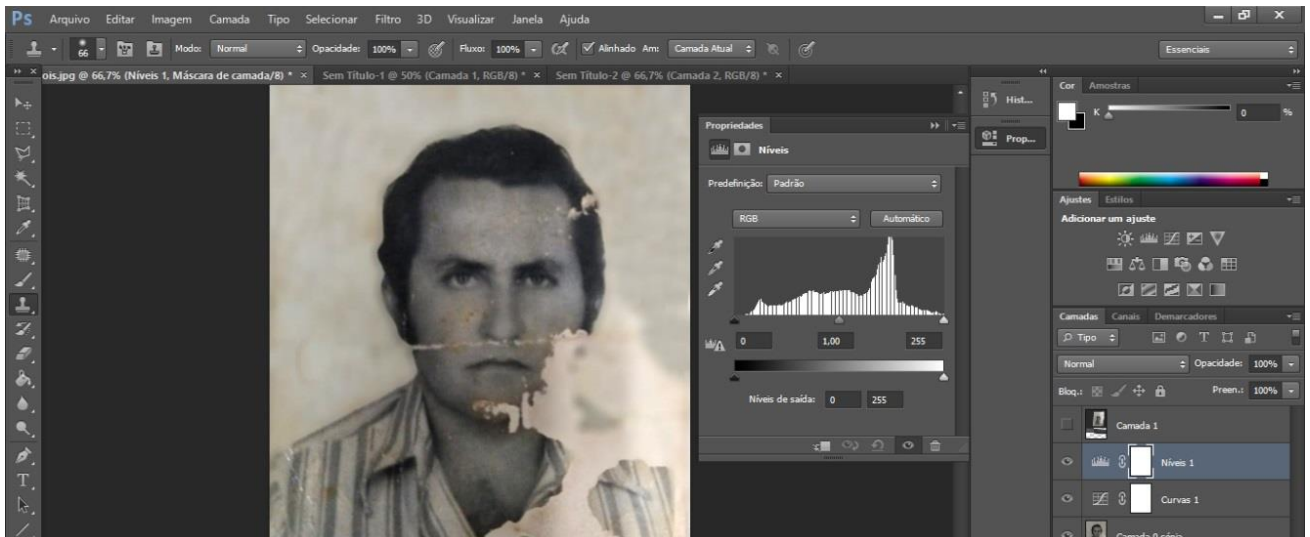 Ps Arquivo Editar Imagem Camada Tipo Selecionar Filtro 3D Visualizar Janela Ajuda
66 Modo: Normal Opacidade: 100% Fluxo: 100% Alinhado Am: Camada Atual Essenciais
ois.jpg @ 66,7% (Níveis 1, Máscara de camada/8) * × Sem Título-1 @ 50% (Camada 1, RGB/8) * × Sem Título-2 @ 66,7% (Camada 2, RGB/8) * ×
Hist...
Prop...
Propriedades
Níveis
Predefinição: Padrão
RGB Automático
0 1,00 255
Níveis de saída: 0 255
Cor Amostras
K 0 %
Ajustes Estilos
Adicionar um ajuste
Camadas Canais Demarcadores
Tipo T
Normal Opacidade: 100%
Bloq.: Preen.: 100%
Camada 1
Níveis 1
Curvas 1
Camada 0 cópia